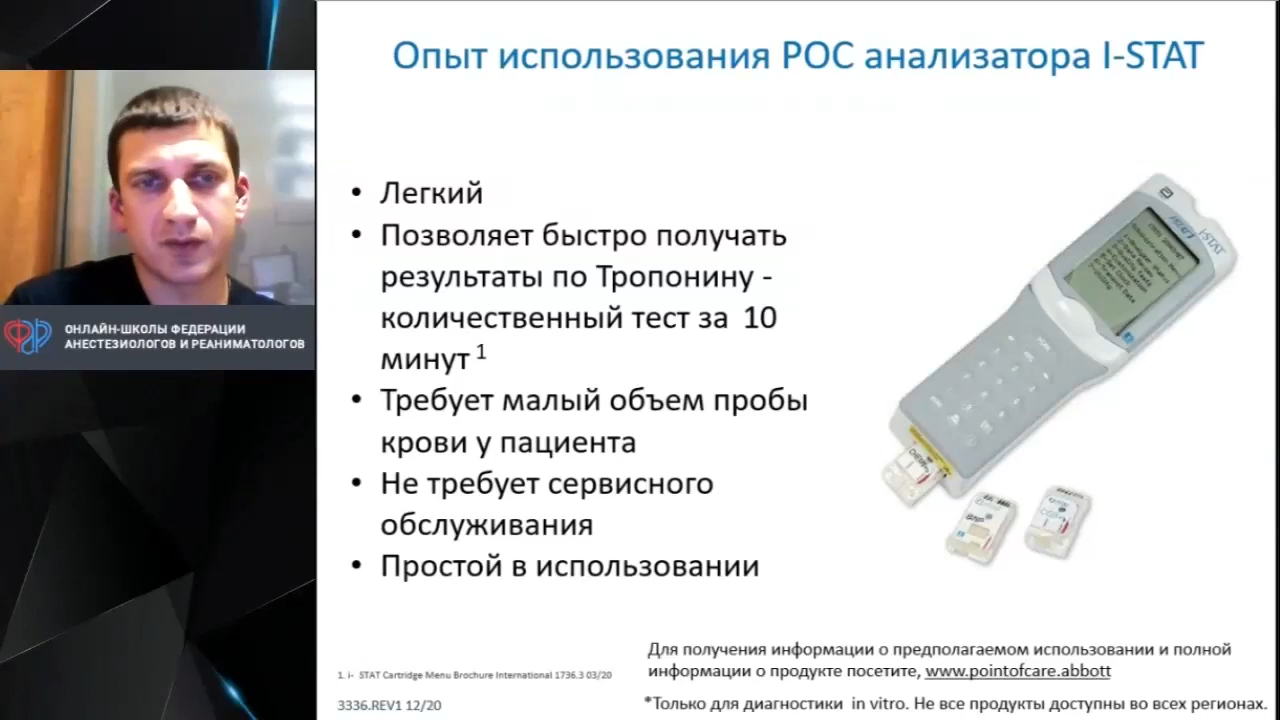 Опыт использования POC анализатора I-STAT
• Легкий
• Позволяет быстро получать
результаты по Тропонину -
количественный тест за 10
минут 1
• Требует малый объем пробы
крови у пациента
• Не требует сервисного
обслуживания
• Простой в использовании
ОНЛАЙН-ШКОЛЫ ФЕДЕРАЦИИ
АНЕСТЕЗИОЛОГОВ И РЕАНИМАТОЛОГОВ
Для получения информации о предполагаемом использовании и полной
информации о продукте посетите, www.pointofcare.abbott
1. i- STAT Cartridge Menu Brochure International 1736.3 03/20
3336.REV1 12/20
*Только для диагностики in vitro. Не все продукты доступны во всех регионах.